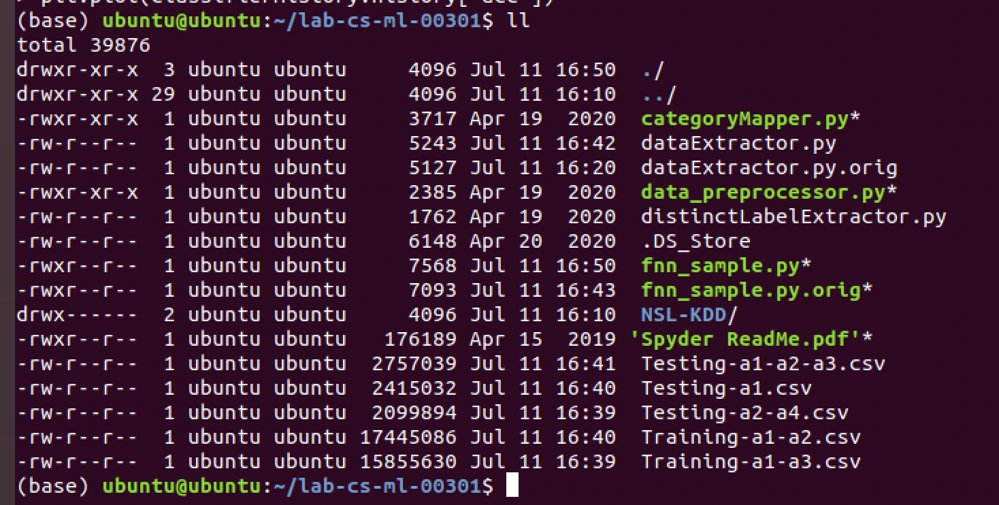 > plt.plot(classifierHistory.history['acc'])
(base) ubuntu@ubuntu:~/lab-cs-ml-00301$ ll
total 39876
drwxr-xr-x  3 ubuntu ubuntu     4096 Jul 11 16:50  ./
drwxr-xr-x 29 ubuntu ubuntu     4096 Jul 11 16:10  ../
-rwxr-xr-x  1 ubuntu ubuntu     3717 Apr 19  2020  categoryMapper.py*
-rw-r--r--  1 ubuntu ubuntu     5243 Jul 11 16:42  dataExtractor.py
-rw-r--r--  1 ubuntu ubuntu     5127 Jul 11 16:20  dataExtractor.py.orig
-rwxr-xr-x  1 ubuntu ubuntu     2385 Apr 19  2020  data_preprocessor.py*
-rw-r--r--  1 ubuntu ubuntu     1762 Apr 19  2020  distinctLabelExtractor.py
-rw-r--r--  1 ubuntu ubuntu     6148 Apr 20  2020  .DS_Store
-rwxr--r--  1 ubuntu ubuntu     7568 Jul 11 16:50  fnn_sample.py*
-rwxr--r--  1 ubuntu ubuntu     7093 Jul 11 16:43  fnn_sample.py.orig*
drwx------  2 ubuntu ubuntu     4096 Jul 11 16:10  NSL-KDD/
-rwxr--r--  1 ubuntu ubuntu   176189 Apr 15  2019 'Spyder ReadMe.pdf'*
-rw-r--r--  1 ubuntu ubuntu  2757039 Jul 11 16:41  Testing-a1-a2-a3.csv
-rw-r--r--  1 ubuntu ubuntu  2415032 Jul 11 16:40  Testing-a1.csv
-rw-r--r--  1 ubuntu ubuntu  2099894 Jul 11 16:39  Testing-a2-a4.csv
-rw-r--r--  1 ubuntu ubuntu 17445086 Jul 11 16:40  Training-a1-a2.csv
-rw-r--r--  1 ubuntu ubuntu 15855630 Jul 11 16:39  Training-a1-a3.csv
(base) ubuntu@ubuntu:~/lab-cs-ml-00301$